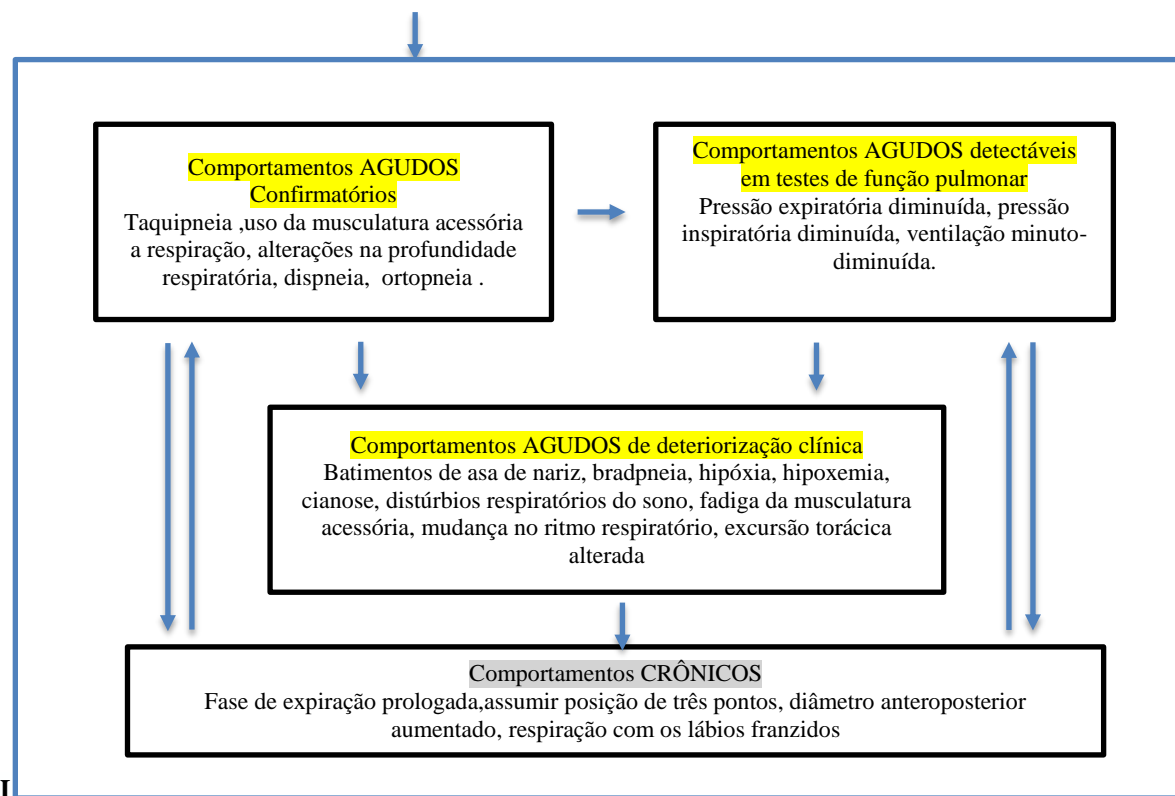 Comportamentos AGUDOS
Confirmatórios
Taquipneia ,uso da musculatura acessória
a respiração, alterações na profundidade
respiratória, dispneia, ortopneia .
Comportamentos AGUDOS detectáveis
em testes de função pulmonar
Pressão expiratória diminuída, pressão
inspiratória diminuída, ventilação minuto-
diminuída.
Comportamentos AGUDOS de deteriorização clínica
Batimentos de asa de nariz, bradpneia, hipóxia, hipoxemia,
cianose, distúrbios respiratórios do sono, fadiga da musculatura
acessória, mudança no ritmo respiratório, excursão torácica
alterada
Comportamentos CRÔNICOS
Fase de expiração prologada,assumir posição de três pontos, diâmetro anteroposterior
aumentado, respiração com os lábios franzidos
I